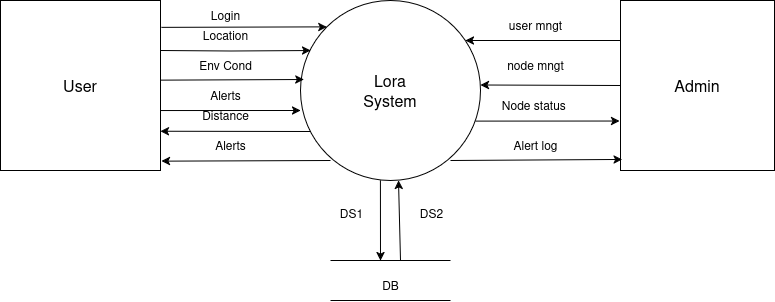 Login
Location
Env Cond
Alerts
Distance
Alerts
User
Lora
System
user mngt
node mngt
Node status
Alert log
Admin
DS1
DS2
DB